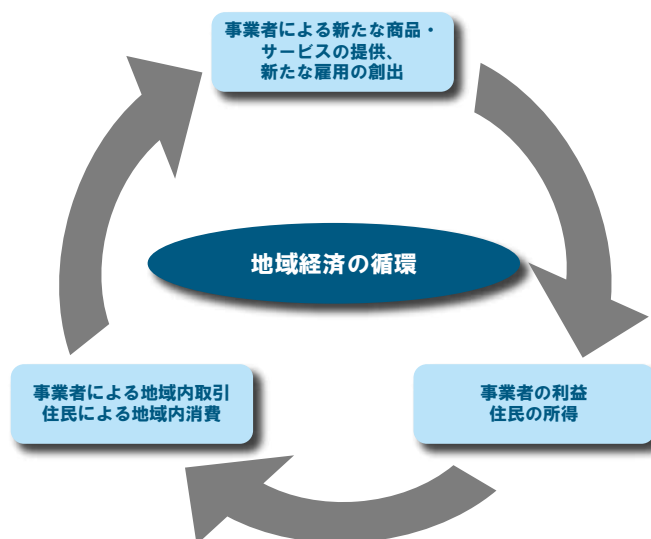 事業者による新たな商品・
サービスの提供、
新たな雇用の創出
地域経済の循環
事業者による地域内取引
住民による地域内消費
事業者の利益
住民の所得